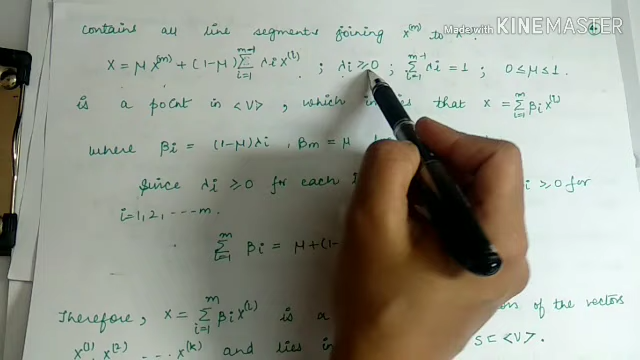 contains all line segments joining x^(m) to
Made with KINEMASTER
X = μ x^(m) + (1-μ) Σ_{i=1}^{m-1} λi x^(i) ; λi ≥ 0 ; Σ_{i=1}^{m-1} λi = 1 ; 0 ≤ μ ≤ 1.
is a point in <V>, which is that x = Σ_{i=1}^{m} βi x^(i)
where βi = (1-μ)λi, βm = μ
Since λi ≥ 0 for each i ≥ 0 for
i = 1, 2, ---- m.
Σ_{i=1}^{m} βi = μ + (1-
Therefore, x = Σ_{i=1}^{m} βi x^(i) is a of the vectors
x^(1), x^(2), ... x^(k) and lies in S ⊂ <V>.